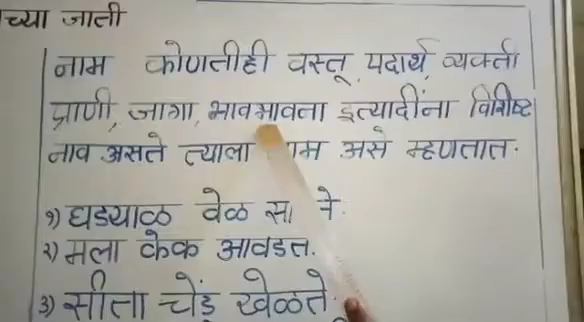 च्या जाती
नाम कोणतीही वस्तू, पदार्थ, व्यक्ती
प्राणी, जागा, भावभावना इत्यादींना विशिष्ट
नाव असते त्याला म असे म्हणतात.
१) घड्याळ वेळ सा ते.
२) मला केक आवडत.
३) सीता चेंडू खेळते.